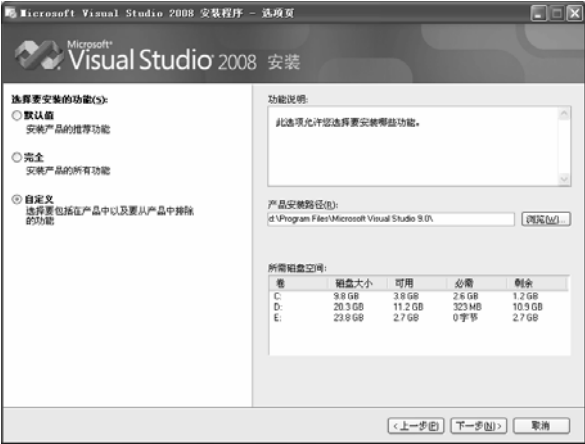 Microsoft Visual Studio 2008 安装程序 - 选项页
Microsoft®
Visual Studio 2008 安装
选择要安装的功能(S):
默认值
安装产品的推荐功能
完全
安装产品的所有功能
自定义
选择要包括在产品中以及要从产品中排除
的功能
功能说明:
此选项允许您选择要安装哪些功能。
产品安装路径(R):
d:\Program Files\Microsoft Visual Studio 9.0\
浏览(W)...
所需磁盘空间:
卷 磁盘大小 可用 必需 剩余
C: 9.8 GB 3.8 GB 2.6 GB 1.2 GB
D: 20.3 GB 11.2 GB 323 MB 10.9 GB
E: 23.8 GB 2.7 GB 0 字节 2.7 GB
<上一步(P) 下一步(N)> 取消